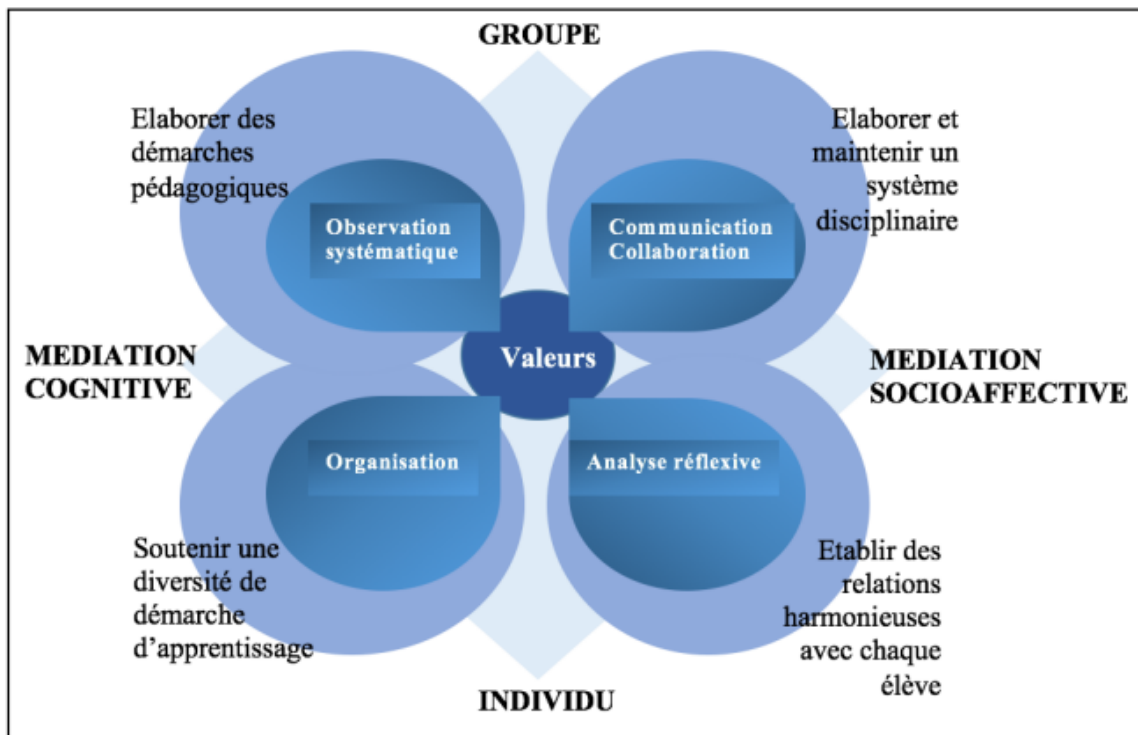 GROUPE
Elaborer des
démarches
pédagogiques
Elaborer et
maintenir un
système
disciplinaire
Observation
systématique
Communication
Collaboration
MEDIATION
COGNITIVE
Valeurs
MEDIATION
SOCIOAFFECTIVE
Organisation
Analyse réflexive
Soutenir une
diversité de
démarche
d’apprentissage
Etablir des
relations
harmonieuses
avec chaque
élève
INDIVIDU